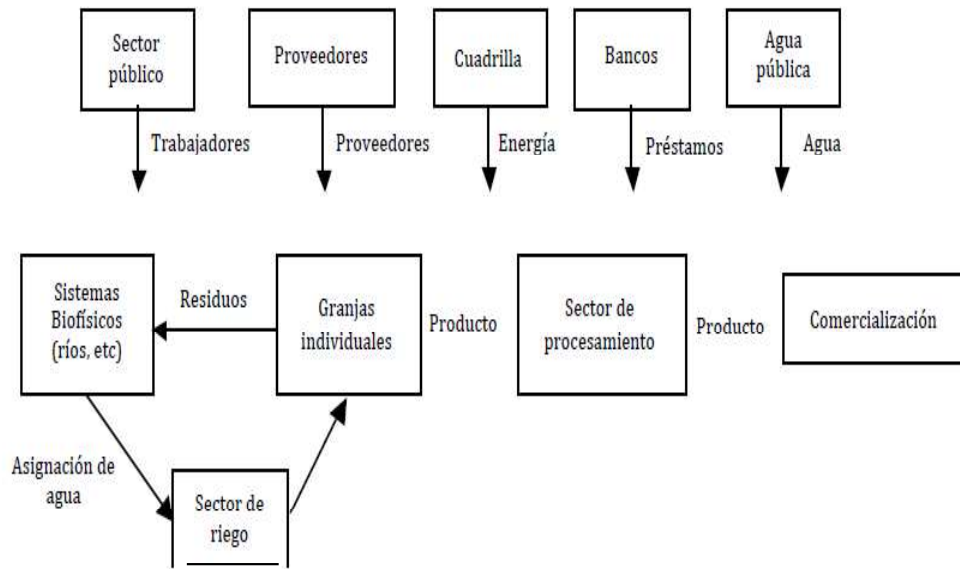 Sector
público
Proveedores
Cuadrilla
Bancos
Agua
pública
Trabajadores
Proveedores
Energía
Préstamos
Agua
Sistemas
Biofísicos
(ríos, etc)
Residuos
Granjas
individuales
Producto
Sector de
procesamiento
Producto
Comercialización
Asignación de
agua
Sector de
riego